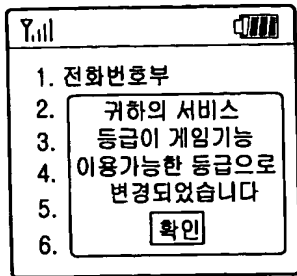 1. 전화번호부
2.
귀하의 서비스
3.
등급이 게임기능
4.
이용가능한 등급으로
변경되었습니다
5.
확인
6.